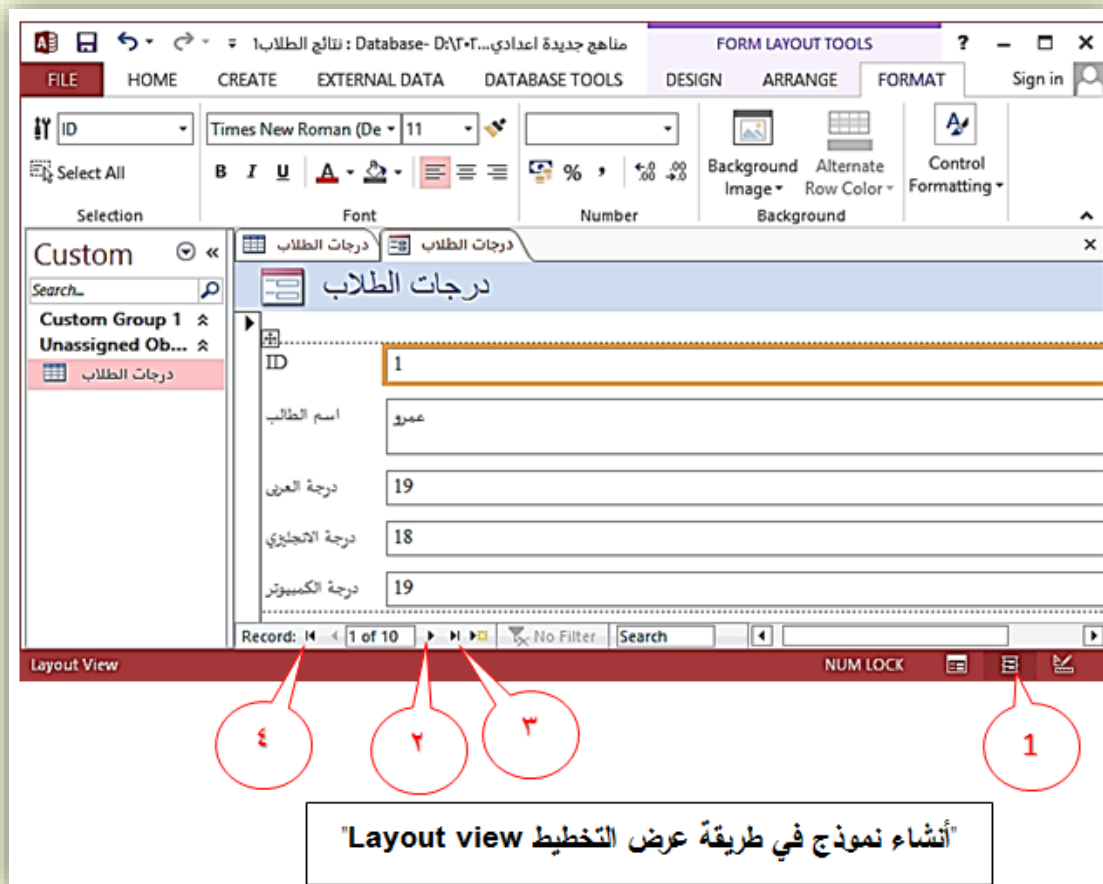 نتائج الطلاب١ : Database- D:\٢٠٢...مناهج جديدة اعدادي
FORM LAYOUT TOOLS
?
FILE HOME CREATE EXTERNAL DATA DATABASE TOOLS DESIGN ARRANGE FORMAT Sign in
ID Times New Roman (De 11
Select All B I U A % , Background Image Alternate Row Color Control Formatting
Selection Font Number Background
Custom « درجات الطلاب درجات الطلاب
Search...
درجات الطلاب
Custom Group 1
Unassigned Ob...
درجات الطلاب
ID 1
اسم الطالب عمرو
درجة العربى 19
درجة الانجليزي 18
درجة الكمبيوتر 19
Record: 1 of 10 No Filter Search
Layout View NUM LOCK
٤ ٢ ٣ 1
"أنشاء نموذج في طريقة عرض التخطيط Layout view"